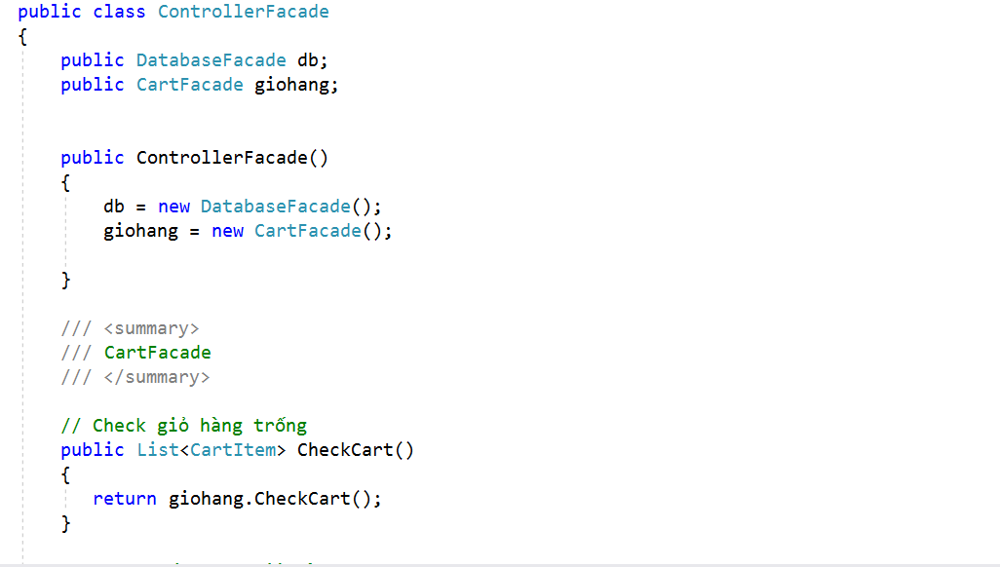 public class ControllerFacade
{
public DatabaseFacade db;
public CartFacade giohang;
public ControllerFacade()
{
db = new DatabaseFacade();
giohang = new CartFacade();
}
/// <summary>
/// CartFacade
/// </summary>
// Check giỏ hàng trống
public List<CartItem> CheckCart()
{
return giohang.CheckCart();
}